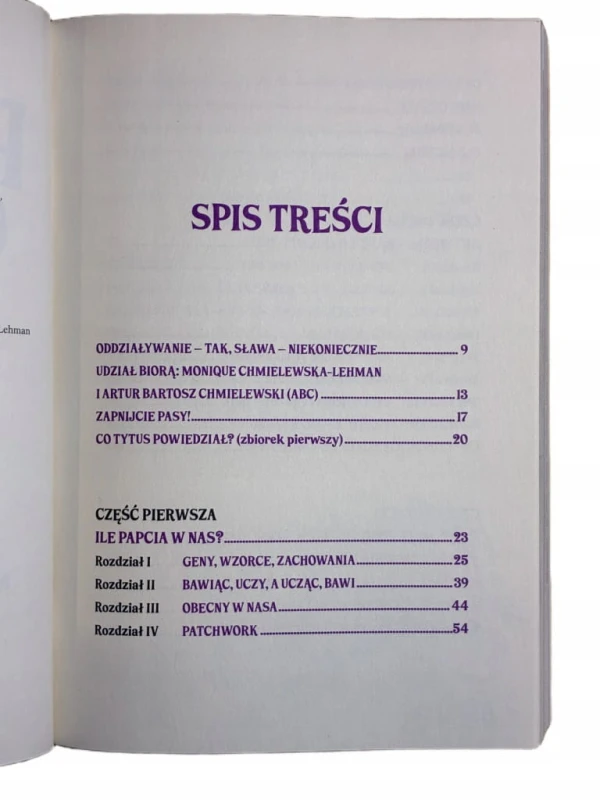 Lehman
SPIS TREŚCI
ODDZIAŁYWANIE – TAK, SŁAWA – NIEKONIECZNIE.......................... 9
UDZIAŁ BIORĄ: MONIQUE CHMIELEWSKA-LEHMAN
I ARTUR BARTOSZ CHMIELEWSKI (ABC) .......................... 13
ZAPNIJCIE PASY!.......................... 17
CO TYTUS POWIEDZIAŁ? (zbiorek pierwszy).......................... 20
CZĘŚĆ PIERWSZA
ILE PAPCIA W NAS?.......................... 23
Rozdział I GENY, WZORCE, ZACHOWANIA.......................... 25
Rozdział II BAWIĄC, UCZY, A UCZĄC, BAWI.......................... 39
Rozdział III OBECNY W NASA.......................... 44
Rozdział IV PATCHWORK.......................... 54